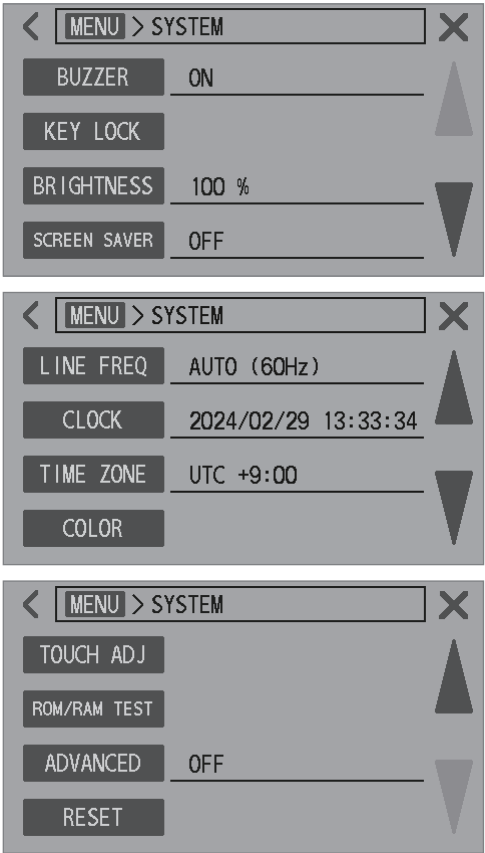 MENU > SYSTEM
BUZZER ON
KEY LOCK
BRIGHTNESS 100 %
SCREEN SAVER OFF
MENU > SYSTEM
LINE FREQ AUTO (60Hz)
CLOCK 2024/02/29 13:33:34
TIME ZONE UTC +9:00
COLOR
MENU > SYSTEM
TOUCH ADJ
ROM/RAM TEST
ADVANCED OFF
RESET